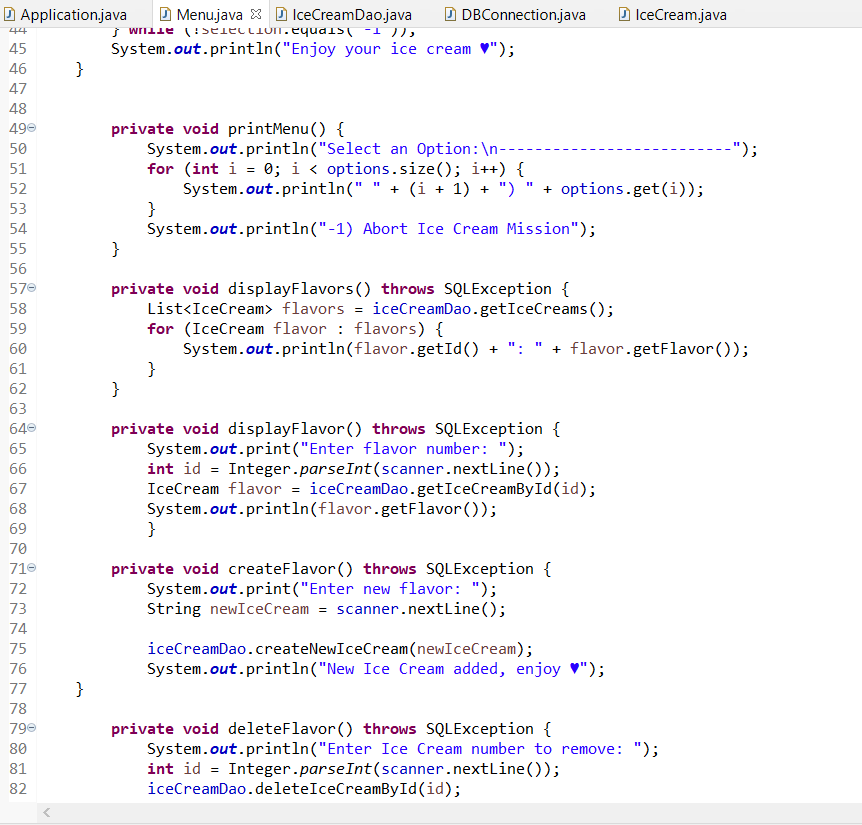 Application.java Menu.java IceCreamDao.java DBConnection.java IceCream.java
44 } while (!selection.equals("-1"));
45 System.out.println("Enjoy your ice cream ♥");
46 }
47
48
49 private void printMenu() {
50 System.out.println("Select an Option:\n--------------------------");
51 for (int i = 0; i < options.size(); i++) {
52 System.out.println(" " + (i + 1) + ") " + options.get(i));
53 }
54 System.out.println("-1) Abort Ice Cream Mission");
55 }
56
57 private void displayFlavors() throws SQLException {
58 List<IceCream> flavors = iceCreamDao.getIceCreams();
59 for (IceCream flavor : flavors) {
60 System.out.println(flavor.getId() + ": " + flavor.getFlavor());
61 }
62 }
63
64 private void displayFlavor() throws SQLException {
65 System.out.print("Enter flavor number: ");
66 int id = Integer.parseInt(scanner.nextLine());
67 IceCream flavor = iceCreamDao.getIceCreamById(id);
68 System.out.println(flavor.getFlavor());
69 }
70
71 private void createFlavor() throws SQLException {
72 System.out.print("Enter new flavor: ");
73 String newIceCream = scanner.nextLine();
74
75 iceCreamDao.createNewIceCream(newIceCream);
76 System.out.println("New Ice Cream added, enjoy ♥");
77 }
78
79 private void deleteFlavor() throws SQLException {
80 System.out.println("Enter Ice Cream number to remove: ");
81 int id = Integer.parseInt(scanner.nextLine());
82 iceCreamDao.deleteIceCreamById(id);